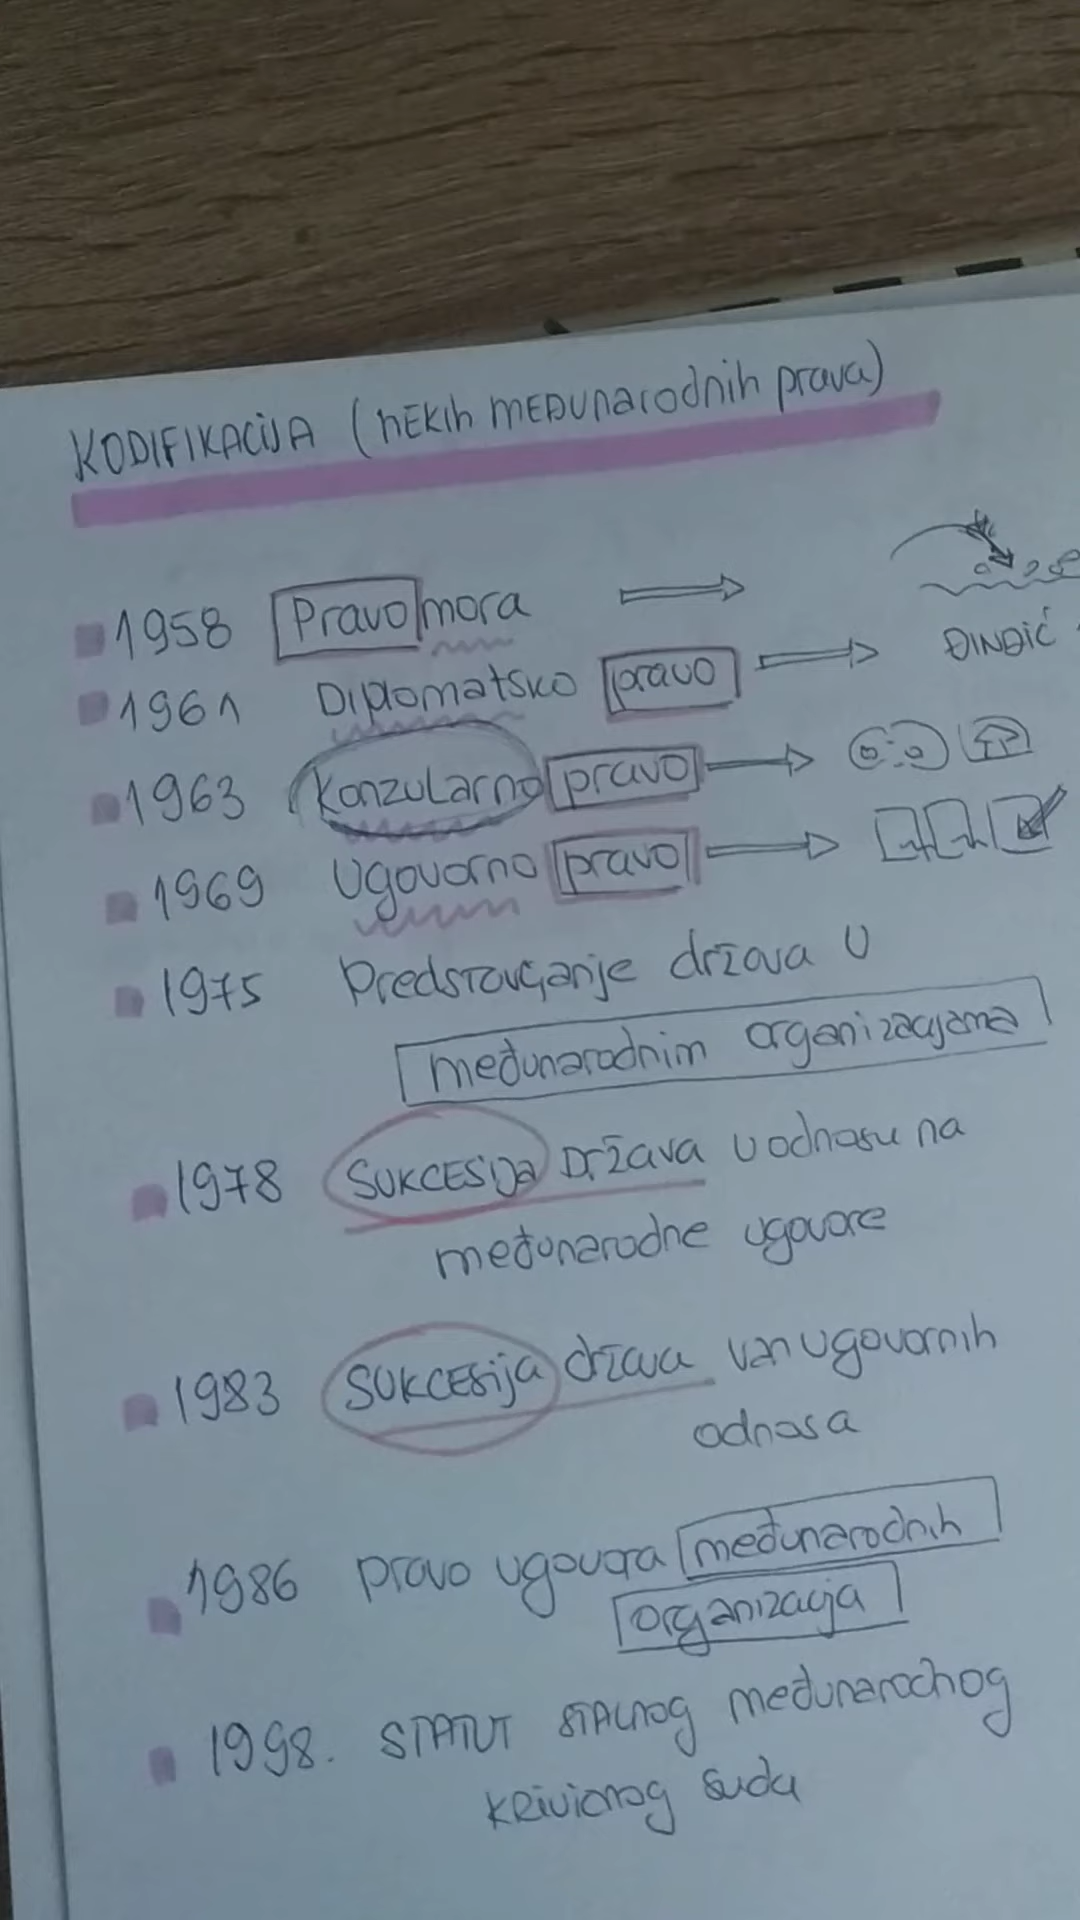 KODIFIKACIJA (nEKih MEĐUnarodnih prava)
1958 Pravo mora
1961 Diplomatsko pravo ĐINĐIĆ
1963 Konzularno pravo
1969 Ugovorno pravo
1975 Predstavljanje država U
međunarodnim organizacijama
1978 SUKCESIJA DRŽAVA u odnosu na
međunarodne ugovore
1983 SUKCESija država van ugovornih
odnosa
1986 pravo ugovora međunarodnih
organizacija
1998. STATUT STALNOg međunarodnog
KRivičnog suda